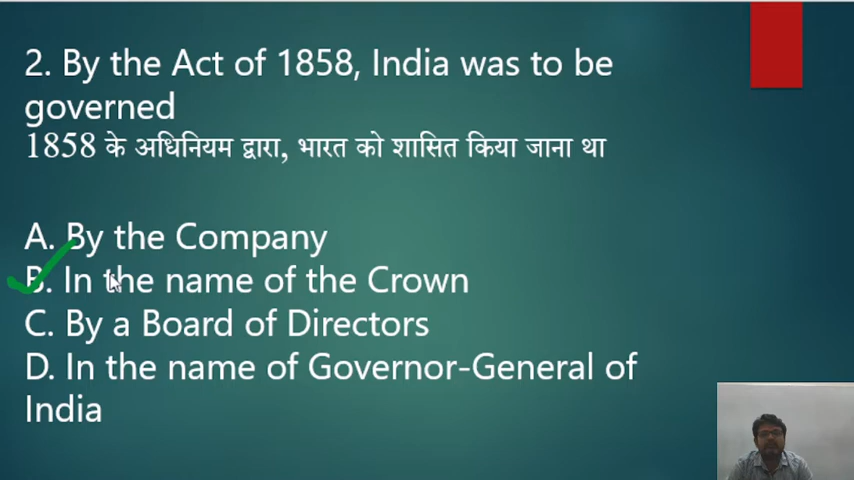 2. By the Act of 1858, India was to be
governed
1858 के अधिनियम द्वारा, भारत को शासित किया जाना था
A. By the Company
B. In the name of the Crown
C. By a Board of Directors
D. In the name of Governor-General of
India